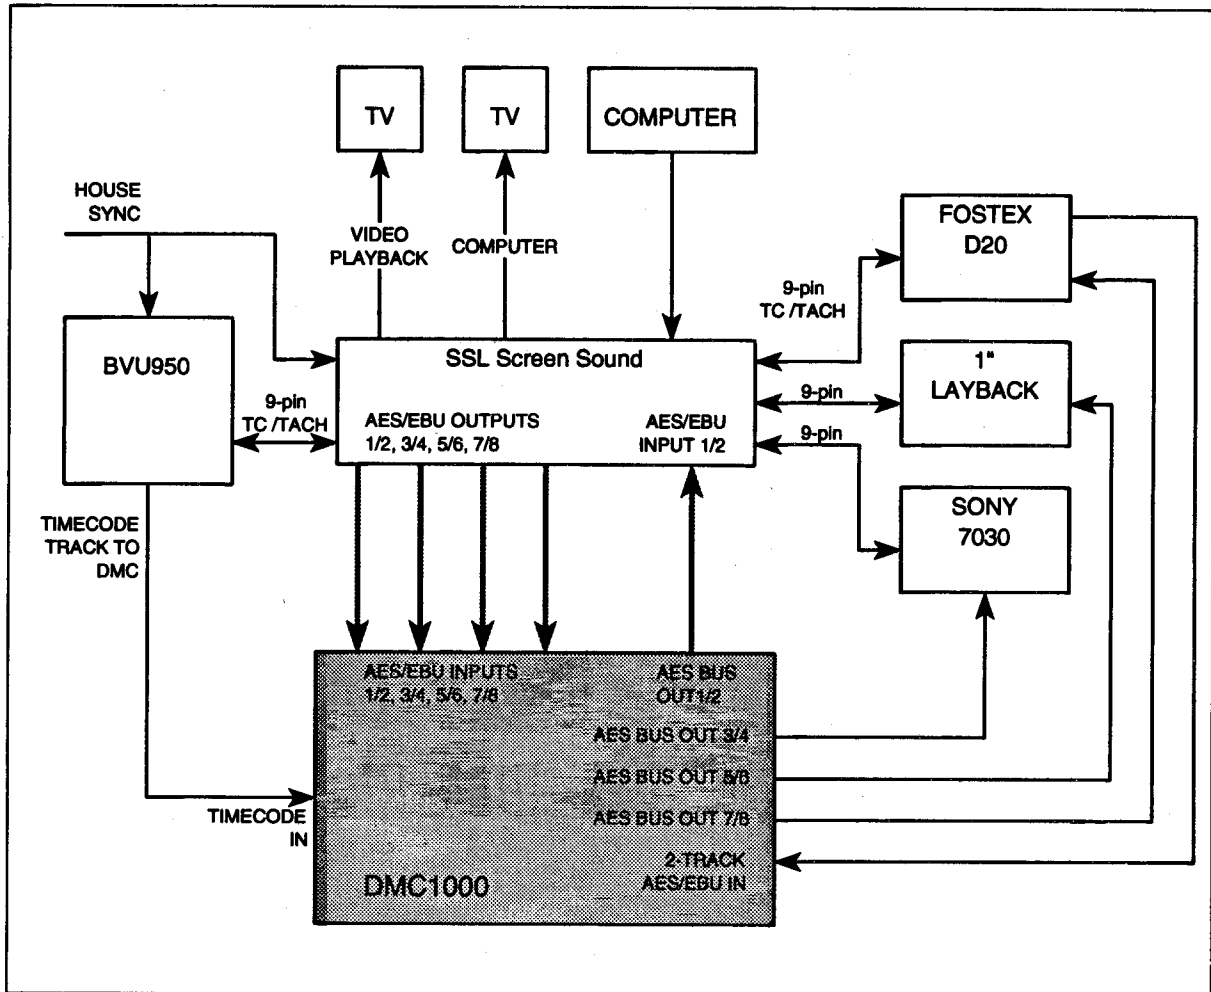 TV
TV
COMPUTER
HOUSE
SYNC
VIDEO
PLAYBACK
COMPUTER
FOSTEX
D20
9-pin
TC /TACH
BVU950
SSL Screen Sound
1"
LAYBACK
9-pin
TC /TACH
AES/EBU OUTPUTS
1/2, 3/4, 5/6, 7/8
AES/EBU
INPUT 1/2
9-pin
9-pin
SONY
7030
TIMECODE
TRACK TO
DMC
AES/EBU INPUTS
1/2, 3/4, 5/6, 7/8
AES BUS
OUT1/2
AES BUS OUT 3/4
AES BUS OUT 5/6
AES BUS OUT 7/8
TIMECODE
IN
2-TRACK
AES/EBU IN
DMC1000